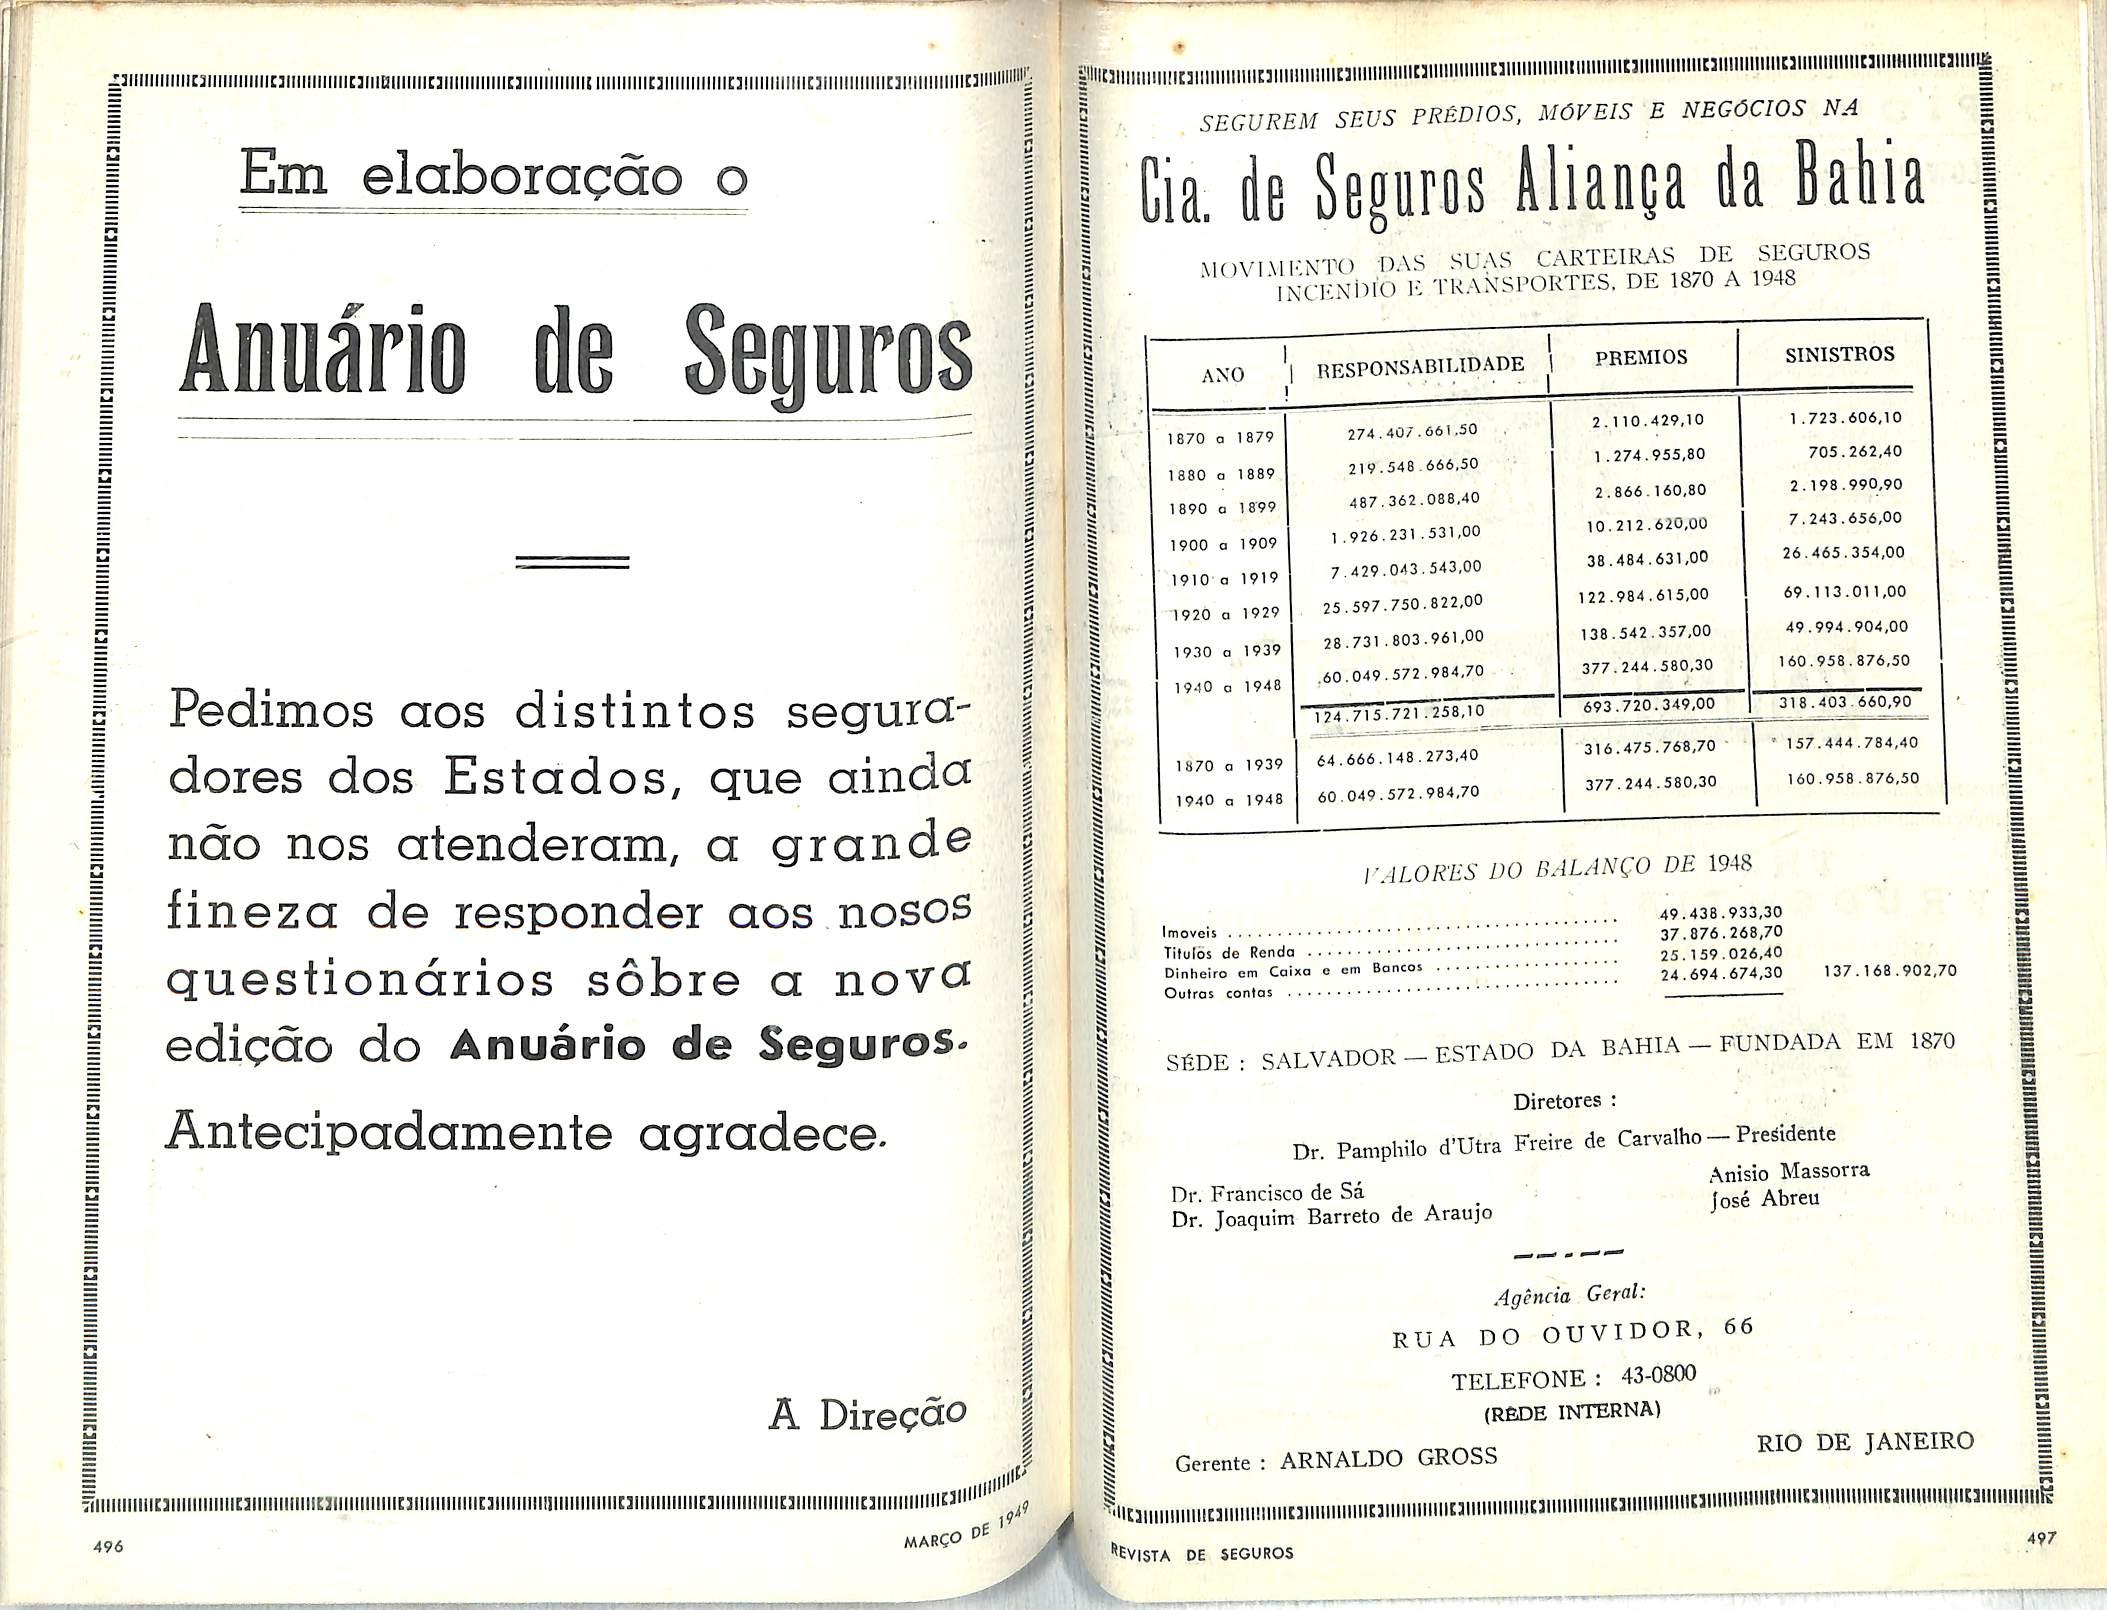 Em elaboração o
Anuário de Seguros
Pedimos aos distintos segura-
dores dos Estados, que ainda
não nos atenderam, a grande
fineza de responder aos nosos
questionários sôbre a nova
edição do Anuário de Seguros.
Antecipadamente agradece.
A Direção
496
MARÇO DE 1949
SEGUREM SEUS PRÉDIOS, MÓVEIS E NEGÓCIOS NA
Cia. de Seguros Aliança da Bahia
MOVIMENTO DAS SUAS CARTEIRAS DE SEGUROS
INCENDIO E TRANSPORTES, DE 1870 A 1948
ANO RESPONSABILIDADE PREMIOS SINISTROS
1870 a 1879 274.407.661,50 2.110.429,10 1.723.606,10
1880 a 1889 219.548.666,50 1.274.955,80 705.262,40
1890 a 1899 487.362.088,40 2.866.160,80 2.198.990,90
1900 a 1909 1.926.231.531,00 10.212.620,00 7.243.656,00
1910 a 1919 7.429.043.543,00 38.484.631,00 26.465.354,00
1920 a 1929 25.597.750.822,00 122.984.615,00 69.113.011,00
1930 a 1939 28.731.803.961,00 138.542.357,00 49.994.904,00
1940 a 1948 60.049.572.984,70 377.244.580,30 160.958.876,50
124.715.721.258,10 693.720.349,00 318.403.660,90
1870 a 1939 64.666.148.273,40 316.475.768,70 157.444.784,40
1940 a 1948 60.049.572.984,70 377.244.580,30 160.958.876,50
VALORES DO BALANÇO DE 1948
Imoveis 49.438.933,30
Titulos de Renda 37.876.268,70
Dinheiro em Caixa e em Bancos 25.159.026,40
Outras contas 24.694.674,30 137.168.902,70
SÉDE : SALVADOR — ESTADO DA BAHIA — FUNDADA EM 1870
Diretores :
Dr. Pamphilo d'Utra Freire de Carvalho — Presidente
Dr. Francisco de Sá Anisio Massorra
Dr. Joaquim Barreto de Araujo José Abreu
Agência Geral:
RUA DO OUVIDOR, 66
TELEFONE : 43-0800
(RÊDE INTERNA)
Gerente : ARNALDO GROSS RIO DE JANEIRO
REVISTA DE SEGUROS
497